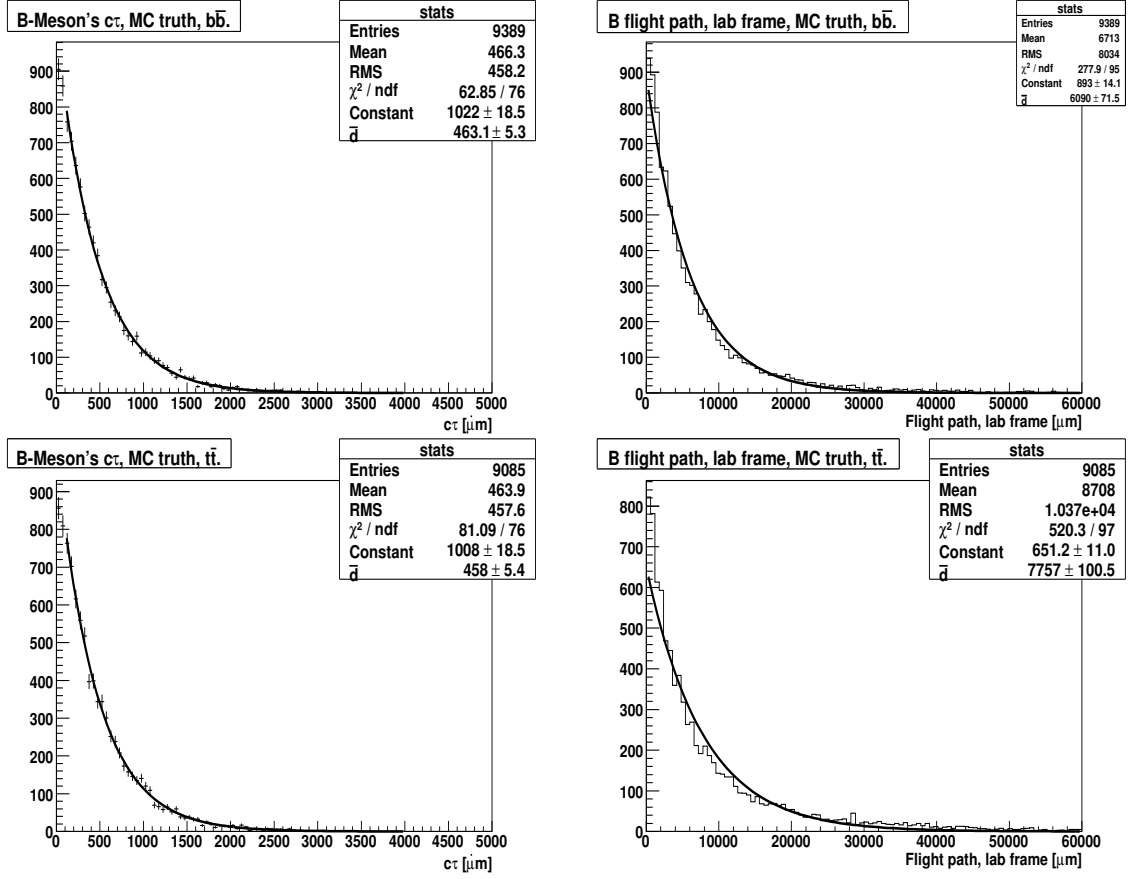 B-Meson's cτ, MC truth, bb̅.
stats
Entries 9389
Mean 466.3
RMS 458.2
χ² / ndf 62.85 / 76
Constant 1022 ± 18.5
d̅ 463.1 ± 5.3
900
800
700
600
500
400
300
200
100
0
0 500 1000 1500 2000 2500 3000 3500 4000 4500 5000
cτ [μm]
B flight path, lab frame, MC truth, bb̅.
stats
Entries 9389
Mean 6713
RMS 8034
χ² / ndf 277.9 / 95
Constant 893 ± 14.1
d̅ 6090 ± 71.5
900
800
700
600
500
400
300
200
100
0
0 10000 20000 30000 40000 50000 60000
Flight path, lab frame [μm]
B-Meson's cτ, MC truth, tt̅.
stats
Entries 9085
Mean 463.9
RMS 457.6
χ² / ndf 81.09 / 76
Constant 1008 ± 18.5
d̅ 458 ± 5.4
900
800
700
600
500
400
300
200
100
0
0 500 1000 1500 2000 2500 3000 3500 4000 4500 5000
cτ [μm]
B flight path, lab frame, MC truth, tt̅.
stats
Entries 9085
Mean 8708
RMS 1.037e+04
χ² / ndf 520.3 / 97
Constant 651.2 ± 11.0
d̅ 7757 ± 100.5
800
700
600
500
400
300
200
100
0
0 10000 20000 30000 40000 50000 60000
Flight path, lab frame [μm]